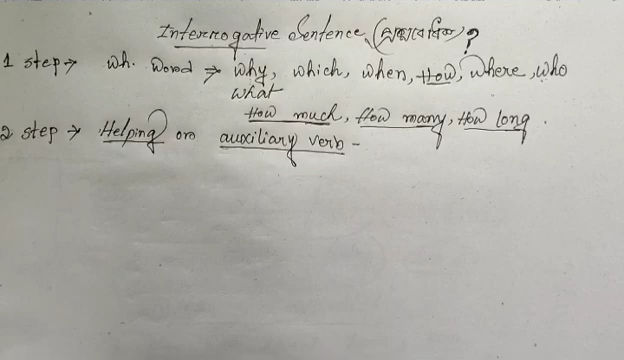 Interrogative Sentence (প্রশ্নবোধক)?
1 step → wh. Word ⇒ why, which, when, How, Where, who
what
How much, How many, How long.
2 step → Helping or auxiliary verb -